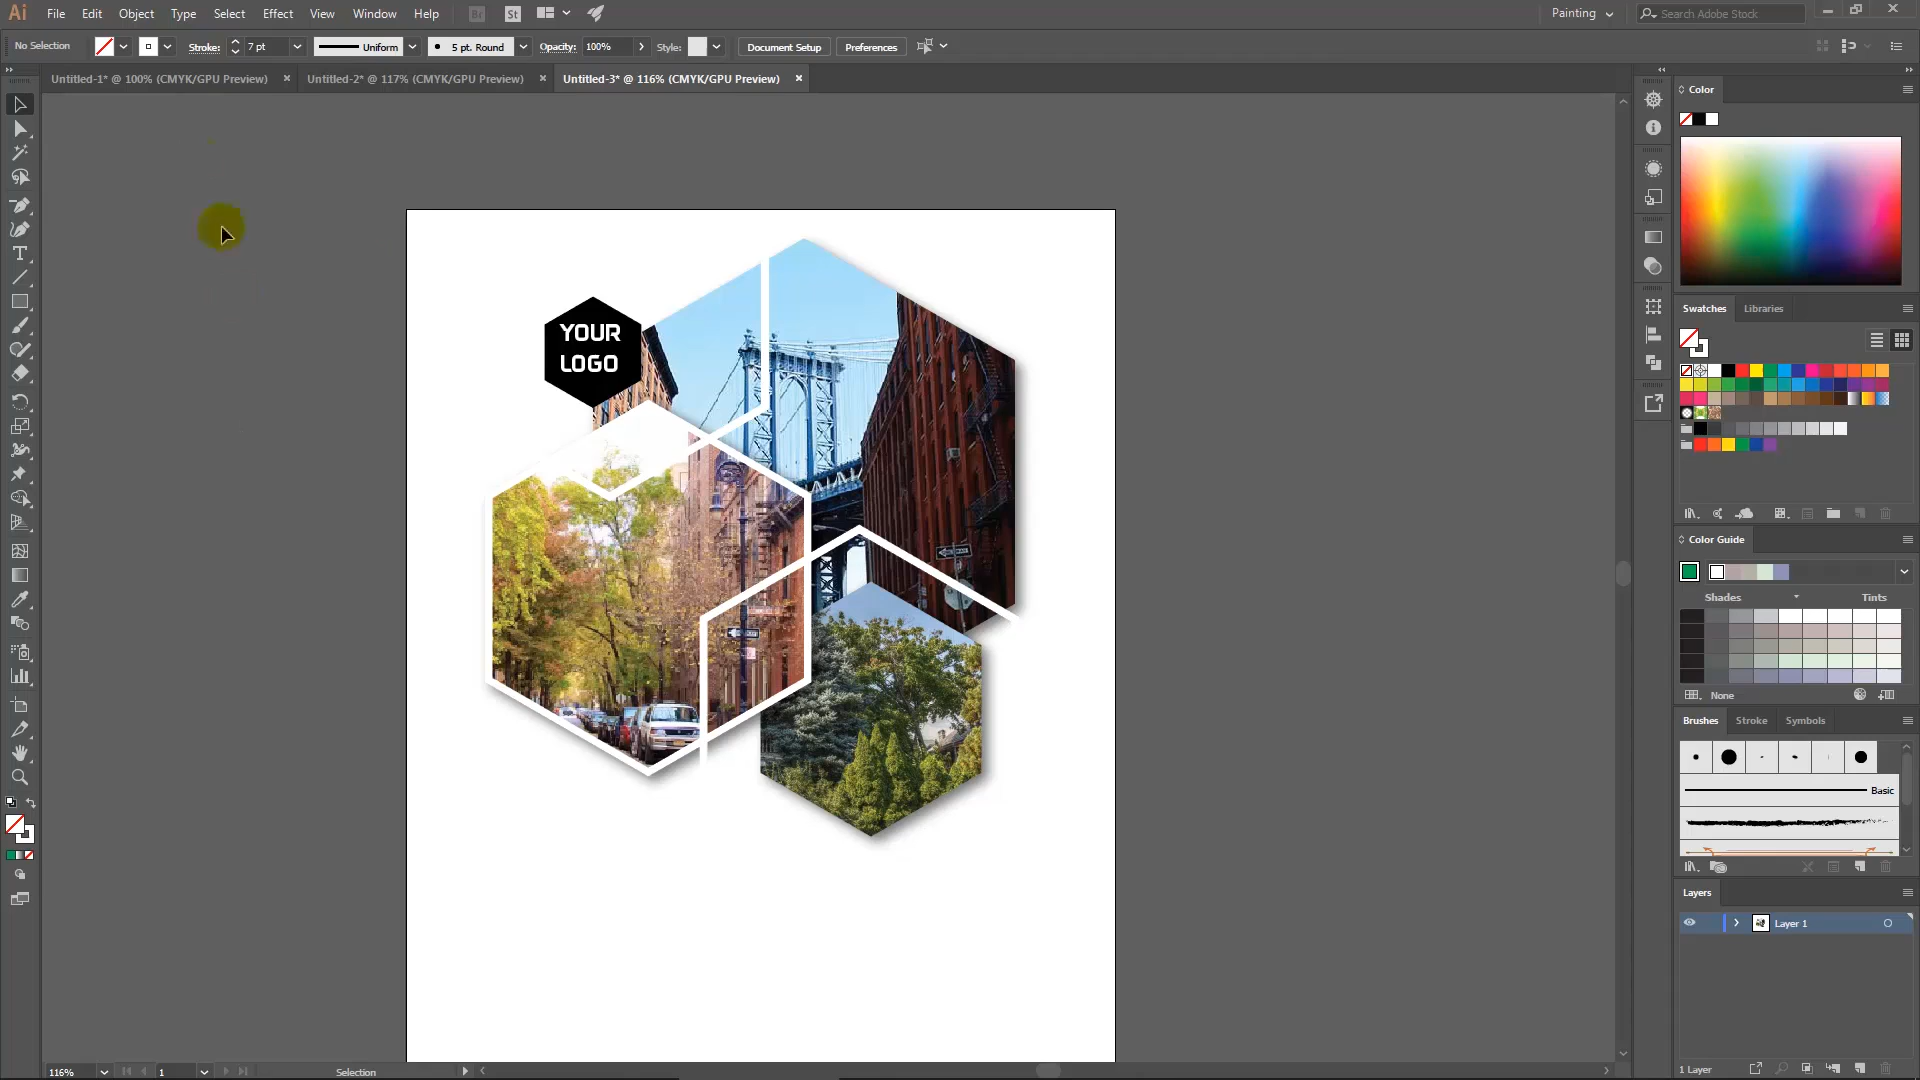 Ai File Edit Object Type Select Effect View Window Help Br St Painting Search Adobe Stock
No Selection Stroke: 7 pt Uniform 5 pt. Round Opacity: 100% Style: Document Setup Preferences
Untitled-1* @ 100% (CMYK/GPU Preview) Untitled-2* @ 117% (CMYK/GPU Preview) Untitled-3* @ 116% (CMYK/GPU Preview)
Color
YOUR
LOGO
Swatches Libraries
Color Guide
Shades Tints
None
Brushes Stroke Symbols
Basic
Layers
Layer 1
116% 1 Selection 1 Layer